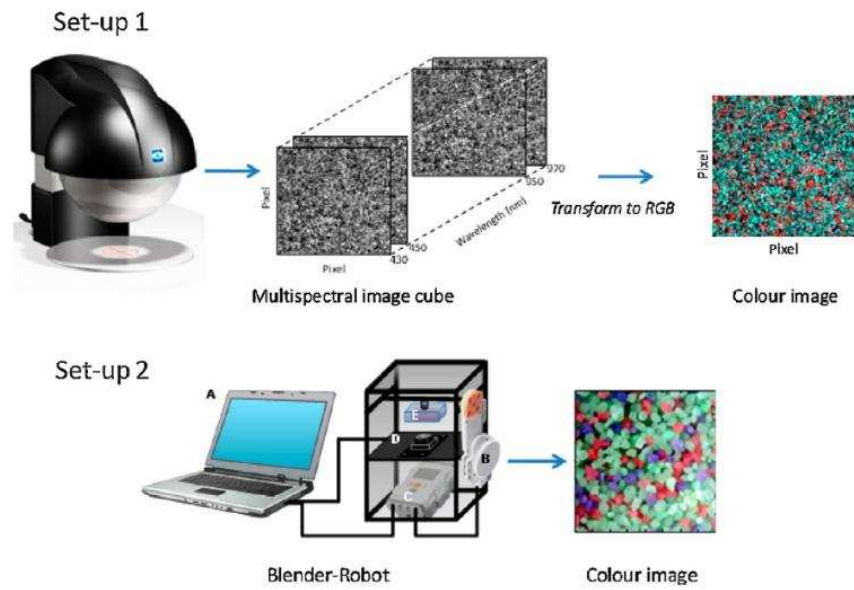 Set-up 1
Pixel
Pixel
430
450
Wavelength (nm)
950
970
Multispectral image cube
Transform to RGB
Pixel
Pixel
Colour image
Set-up 2
A
E
D
B
C
Blender-Robot
Colour image